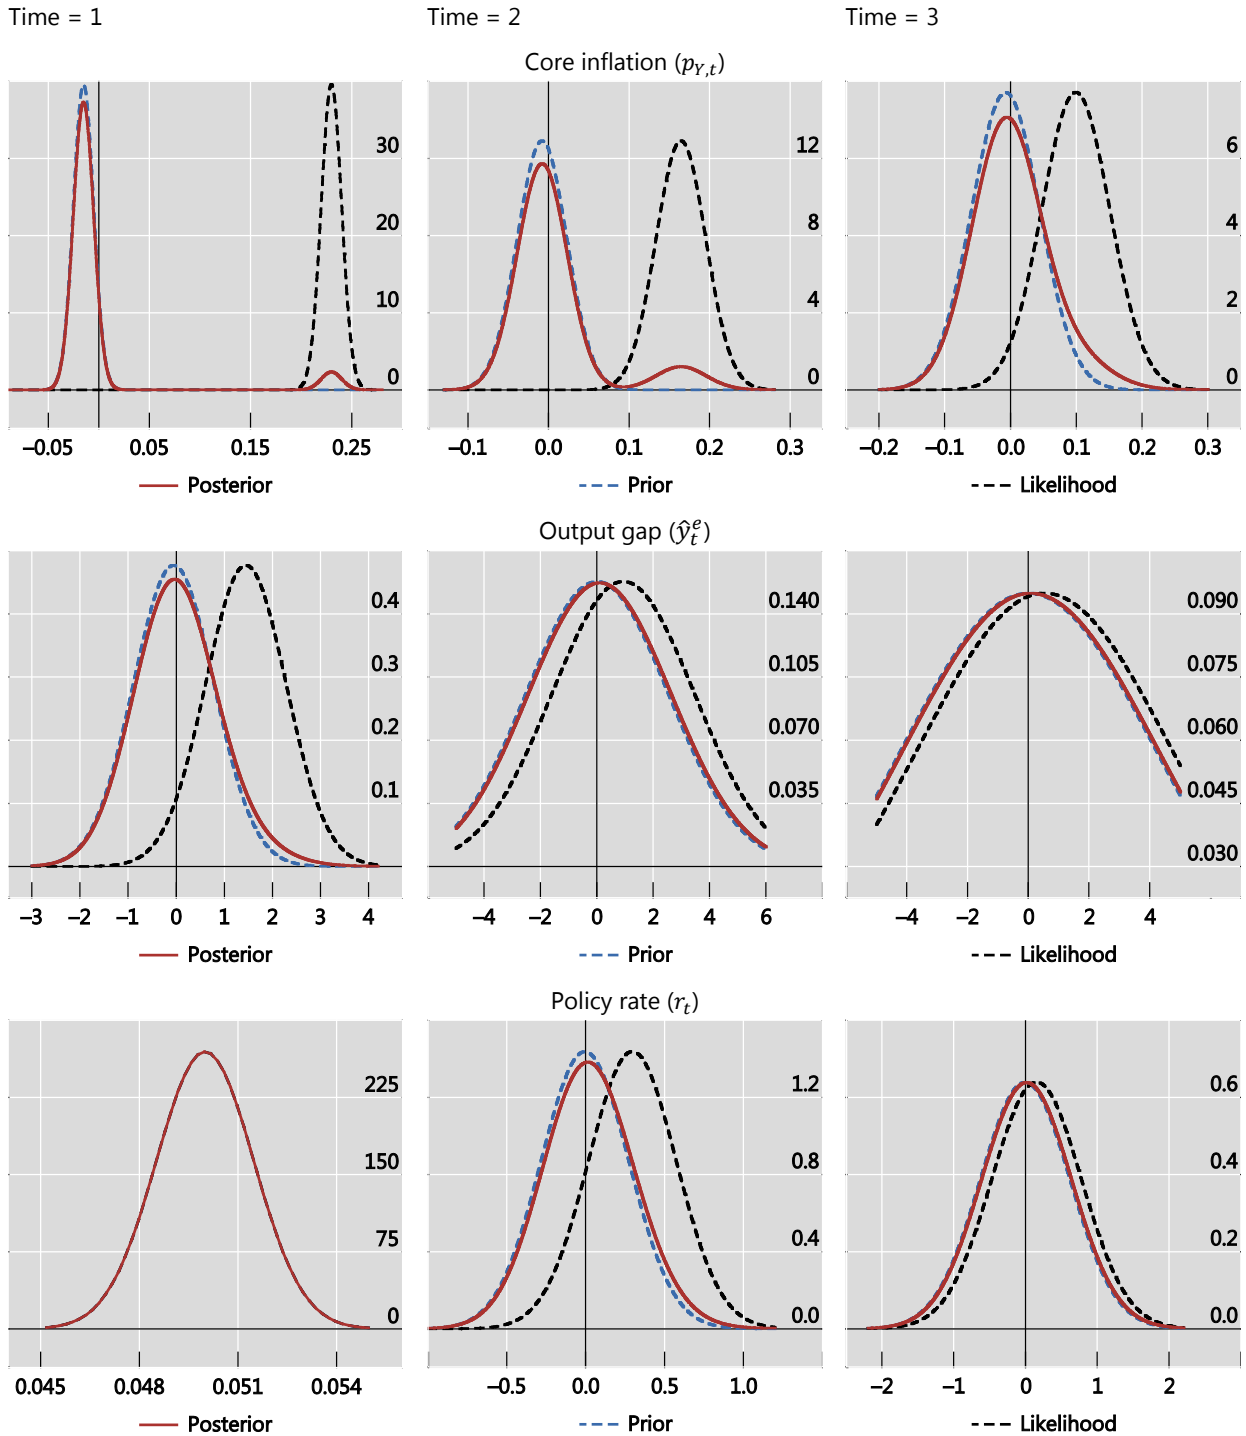 Time = 1 Time = 2 Time = 3
Core inflation (p_{Y,t})
30 12 6
20 8 4
10 4 2
0 0 0
−0.05 0.05 0.15 0.25 −0.1 0.0 0.1 0.2 0.3 −0.2 −0.1 0.0 0.1 0.2 0.3
Posterior Prior Likelihood
Output gap (ŷ_t^e)
0.4 0.140 0.090
0.3 0.105 0.075
0.2 0.070 0.060
0.1 0.035 0.045
0.030
−3 −2 −1 0 1 2 3 4 −4 −2 0 2 4 6 −4 −2 0 2 4
Posterior Prior Likelihood
Policy rate (r_t)
225 1.2 0.6
150 0.8 0.4
75 0.4 0.2
0 0.0 0.0
0.045 0.048 0.051 0.054 −0.5 0.0 0.5 1.0 −2 −1 0 1 2
Posterior Prior Likelihood